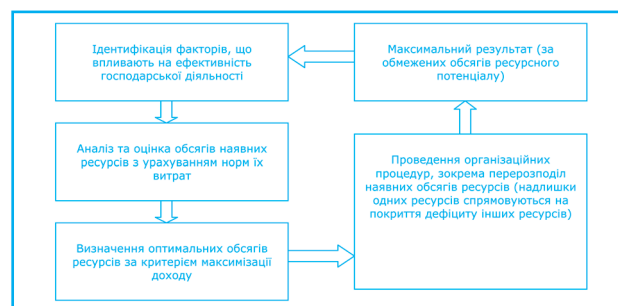 Ідентифікація факторів, що
впливають на ефективність
господарської діяльності
Аналіз та оцінка обсягів наявних
ресурсів з урахуванням норм їх
витрат
Визначення оптимальних обсягів
ресурсів за критерієм максимізації
доходу
Проведення організаційних
процедур, зокрема перерозподіл
наявних обсягів ресурсів (надлишки
одних ресурсів спрямовуються на
покриття дефіциту інших ресурсів)
Максимальний результат (за
обмежених обсягів ресурсного
потенціалу)